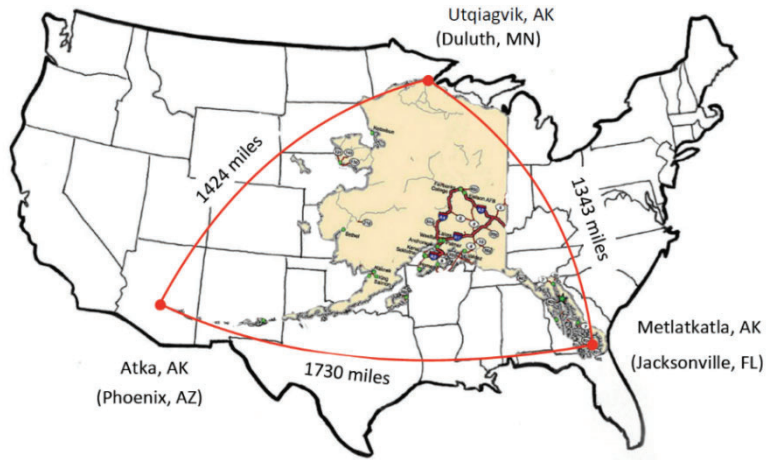 Utqiagvik, AK
(Duluth, MN)
1424 miles
1343 miles
Metlatkatla, AK
(Jacksonville, FL)
Atka, AK
(Phoenix, AZ)
1730 miles